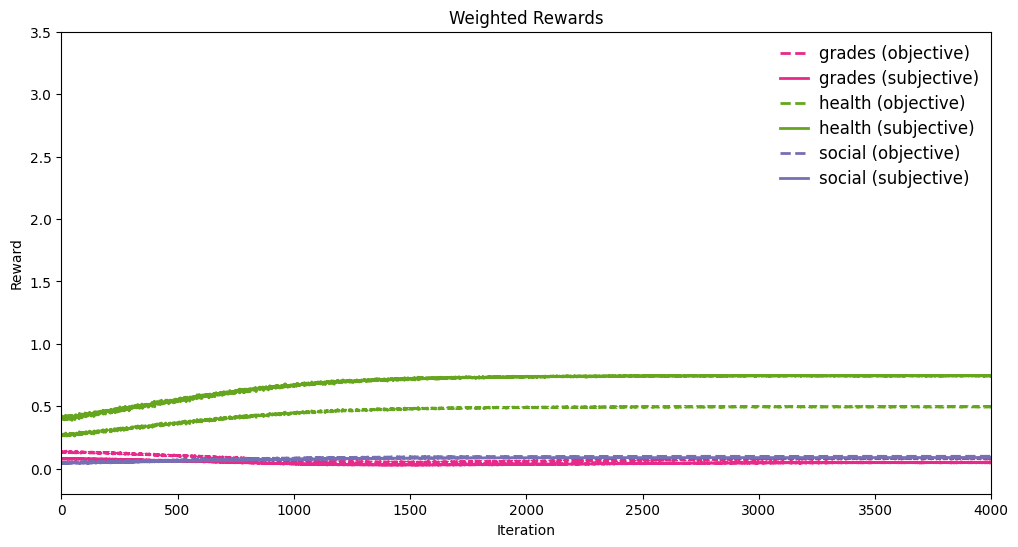 Weighted Rewards
3.5
3.0
2.5
2.0
1.5
1.0
0.5
0.0
Reward
grades (objective)
grades (subjective)
health (objective)
health (subjective)
social (objective)
social (subjective)
0 500 1000 1500 2000 2500 3000 3500 4000
Iteration